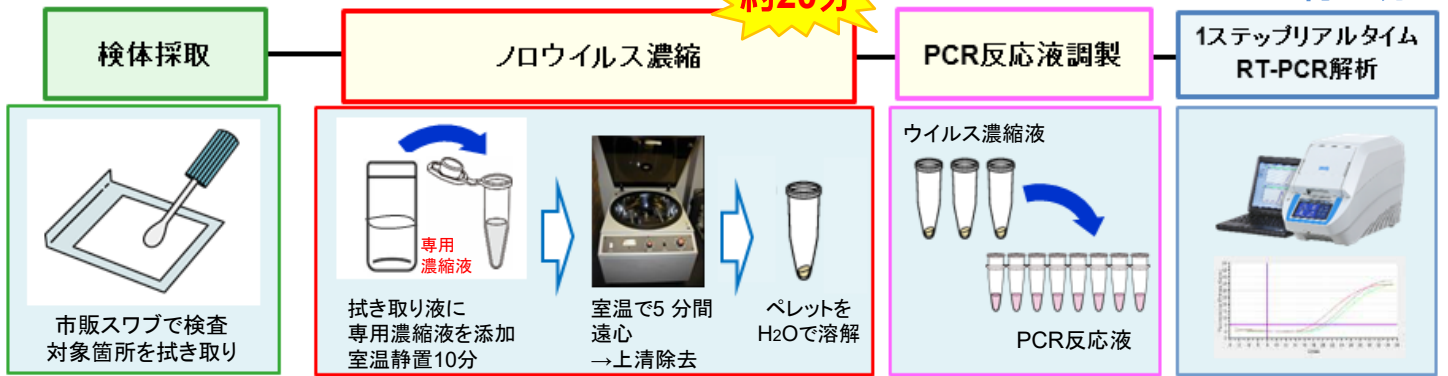 約20分
検体採取
ノロウイルス濃縮
PCR反応液調製
1ステップリアルタイム
RT-PCR解析
専用
濃縮液
市販スワブで検査
対象箇所を拭き取り
拭き取り液に
専用濃縮液を添加
室温静置10分
室温で5 分間
遠心
→上清除去
ペレットを
H2Oで溶解
ウイルス濃縮液
PCR反応液